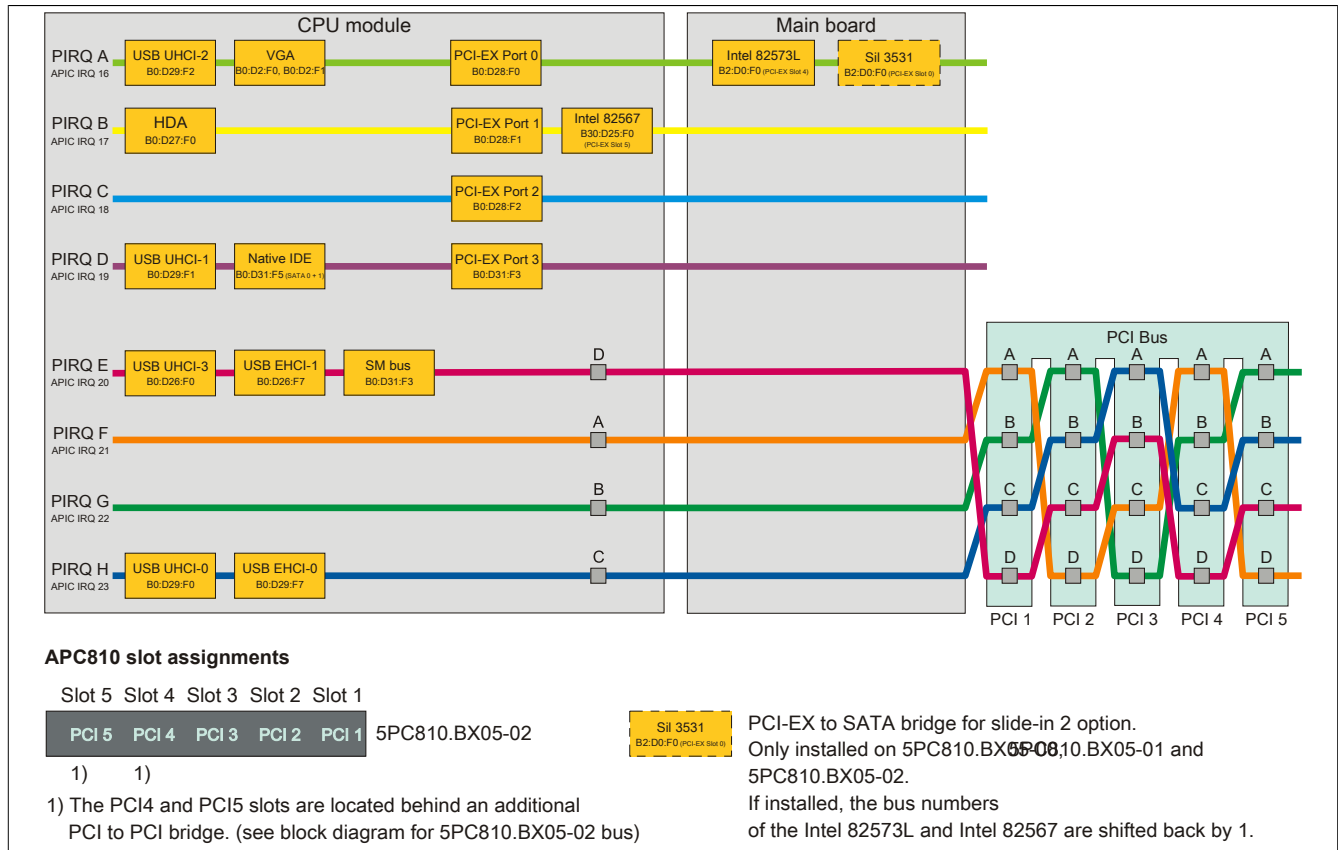 CPU module
Main board
PIRQ A
APIC IRQ 16
USB UHCI-2
B0:D29:F2
VGA
B0:D2:F0, B0:D2:F1
PCI-EX Port 0
B0:D28:F0
Intel 82573L
B2:D0:F0 (PCI-EX Slot 4)
Sil 3531
B2:D0:F0 (PCI-EX Slot 0)
PIRQ B
APIC IRQ 17
HDA
B0:D27:F0
PCI-EX Port 1
B0:D28:F1
Intel 82567
B30:D25:F0
(PCI-EX Slot 5)
PIRQ C
APIC IRQ 18
PCI-EX Port 2
B0:D28:F2
PIRQ D
APIC IRQ 19
USB UHCI-1
B0:D29:F1
Native IDE
B0:D31:F5 (SATA 0 + 1)
PCI-EX Port 3
B0:D31:F3
PCI Bus
A A A A A
PIRQ E
APIC IRQ 20
USB UHCI-3
B0:D26:F0
USB EHCI-1
B0:D26:F7
SM bus
B0:D31:F3
D
PIRQ F
APIC IRQ 21
A
B B B B B
PIRQ G
APIC IRQ 22
B
C C C C C
PIRQ H
APIC IRQ 23
USB UHCI-0
B0:D29:F0
USB EHCI-0
B0:D29:F7
C
D D D D D
PCI 1 PCI 2 PCI 3 PCI 4 PCI 5
APC810 slot assignments
Slot 5 Slot 4 Slot 3 Slot 2 Slot 1
PCI 5 PCI 4 PCI 3 PCI 2 PCI 1
5PC810.BX05-02
1) 1)
1) The PCI4 and PCI5 slots are located behind an additional
PCI to PCI bridge. (see block diagram for 5PC810.BX05-02 bus)
Sil 3531
B2:D0:F0 (PCI-EX Slot 0)
PCI-EX to SATA bridge for slide-in 2 option.
Only installed on 5PC810.BX05-00, 5PC810.BX05-01 and
5PC810.BX05-02.
If installed, the bus numbers
of the Intel 82573L and Intel 82567 are shifted back by 1.